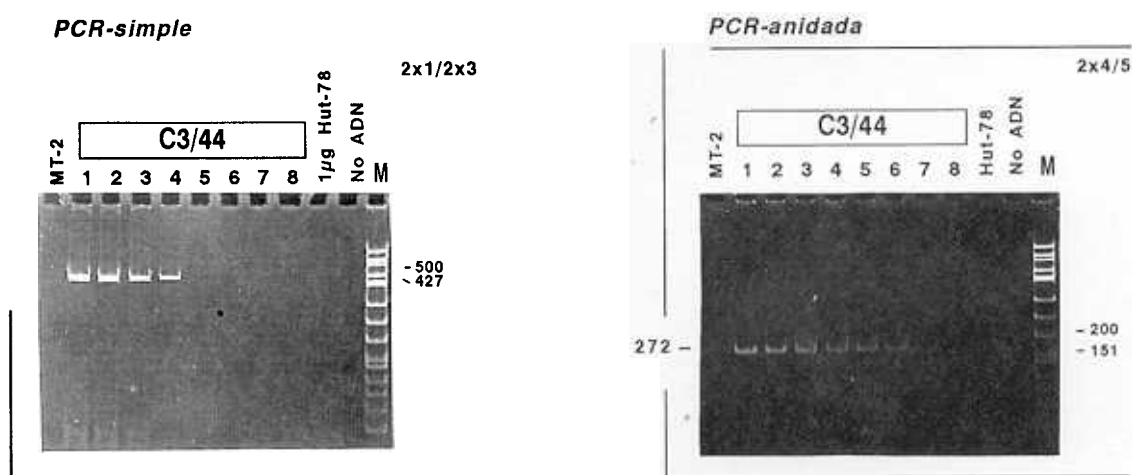 PCR-simple
2x1/2x3
C3/44
MT-2 1 2 3 4 5 6 7 8 1µg Hut-78 No ADN M
- 500
- 427
PCR-anidada
2x4/5
C3/44
MT-2 1 2 3 4 5 6 7 8 Hut-78 No ADN M
- 200
272 - - 151